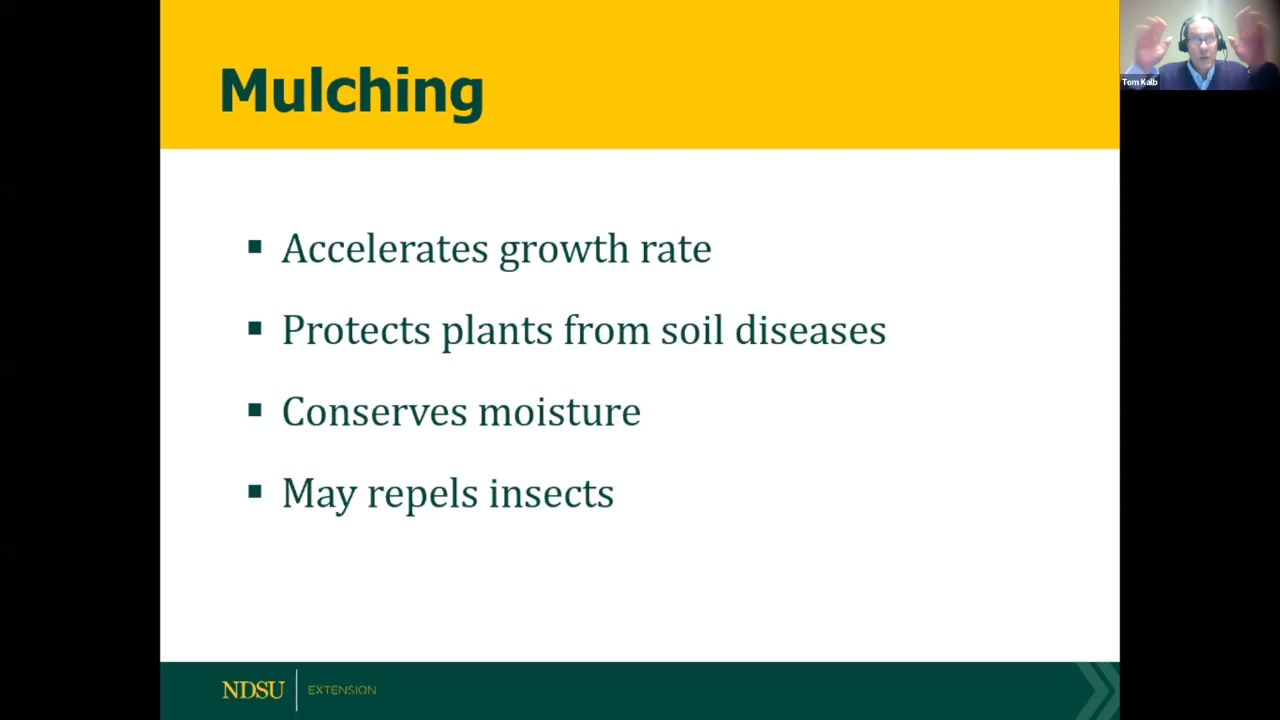 Mulching
Tom Kalb
▪ Accelerates growth rate
▪ Protects plants from soil diseases
▪ Conserves moisture
▪ May repels insects
NDSU EXTENSION